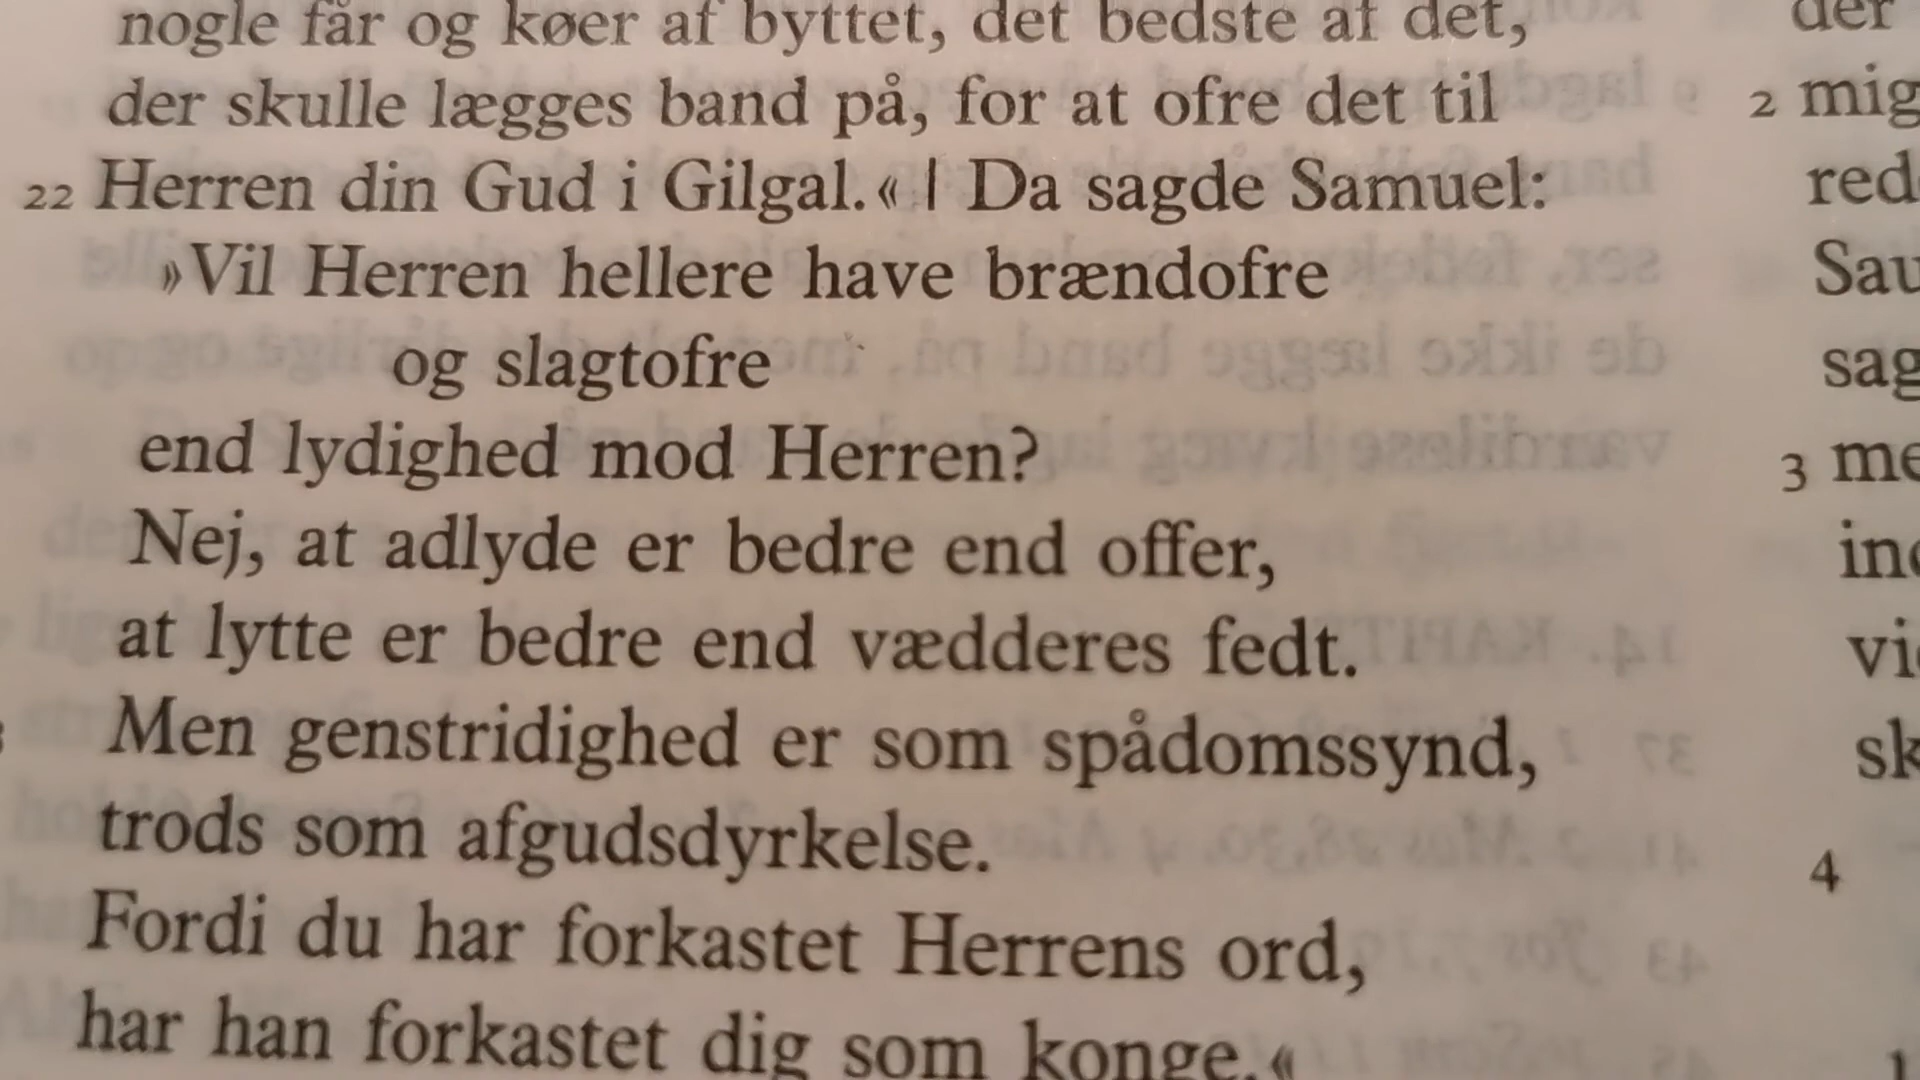 nogle får og køer af byttet, det bedste af det,
der skulle lægges band på, for at ofre det til
22 Herren din Gud i Gilgal.« | Da sagde Samuel:
»Vil Herren hellere have brændofre
og slagtofre
end lydighed mod Herren?
Nej, at adlyde er bedre end offer,
at lytte er bedre end vædderes fedt.
Men genstridighed er som spådomssynd,
trods som afgudsdyrkelse.
Fordi du har forkastet Herrens ord,
har han forkastet dig som konge.«
der
2 mig
3
4